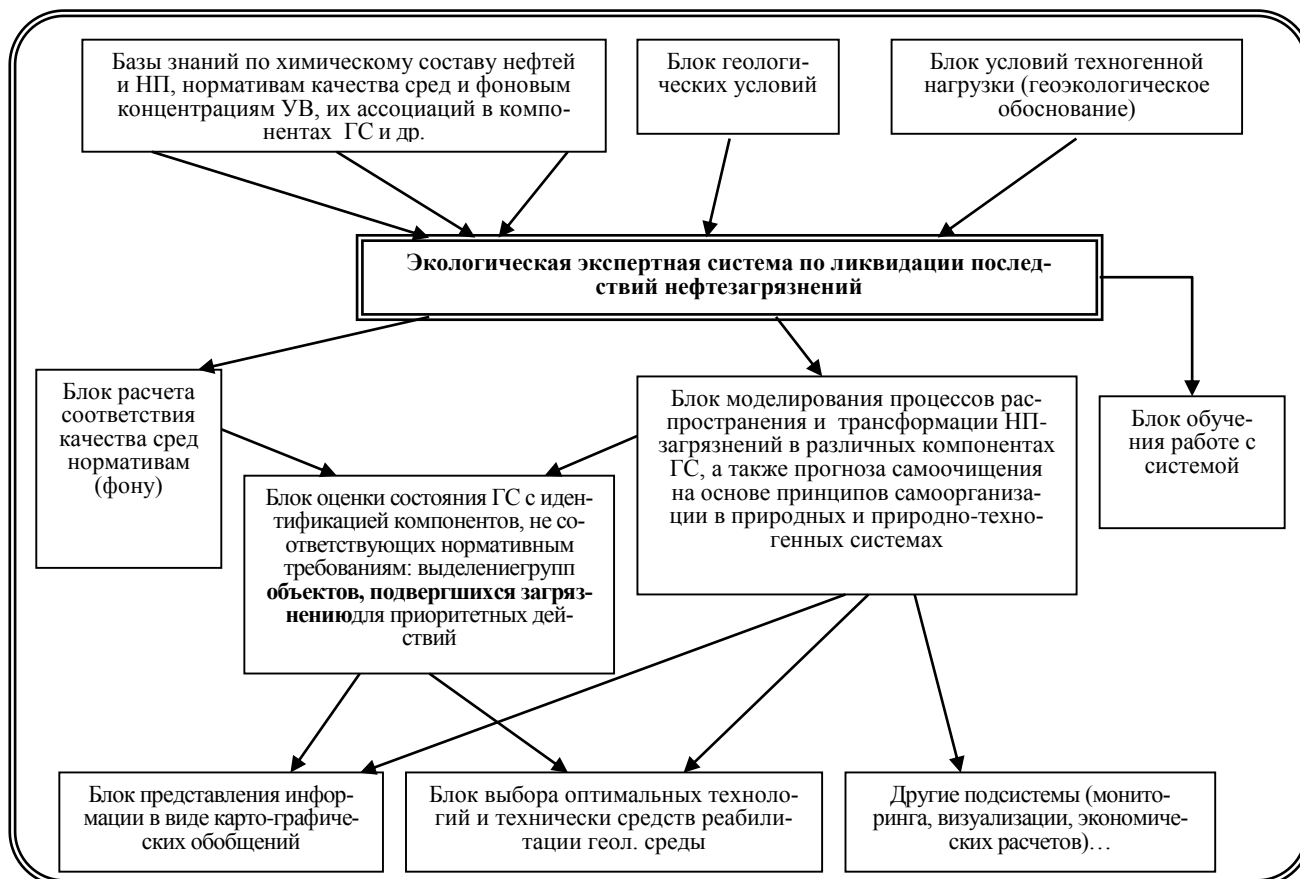 Базы знаний по химическому составу нефтей
и НП, нормативам качества сред и фоновым
концентрациям УВ, их ассоциаций в компо-
нентах ГС и др.
Блок геологи-
ческих условий
Блок условий техногенной
нагрузки (геоэкологическое
обоснование)
Экологическая экспертная система по ликвидации послед-
ствий нефтезагрязнений
Блок расчета
соответствия
качества сред
нормативам
(фону)
Блок моделирования процессов рас-
пространения и трансформации НП-
загрязнений в различных компонентах
ГС, а также прогноза самоочищения
на основе принципов самоорганиза-
ции в природных и природно-техно-
генных системах
Блок обуче-
ния работе с
системой
Блок оценки состояния ГС с иден-
тификацией компонентов, не со-
ответствующих нормативным
требованиям: выделениегрупп
объектов, подвергшихся загряз-
нениюдля приоритетных дей-
ствий
Блок представления инфор-
мации в виде карто-графиче-
ских обобщений
Блок выбора оптимальных техноло-
гий и технически средств реабили-
тации геол. среды
Другие подсистемы (монито-
ринга, визуализации, экономиче-
ских расчетов)…